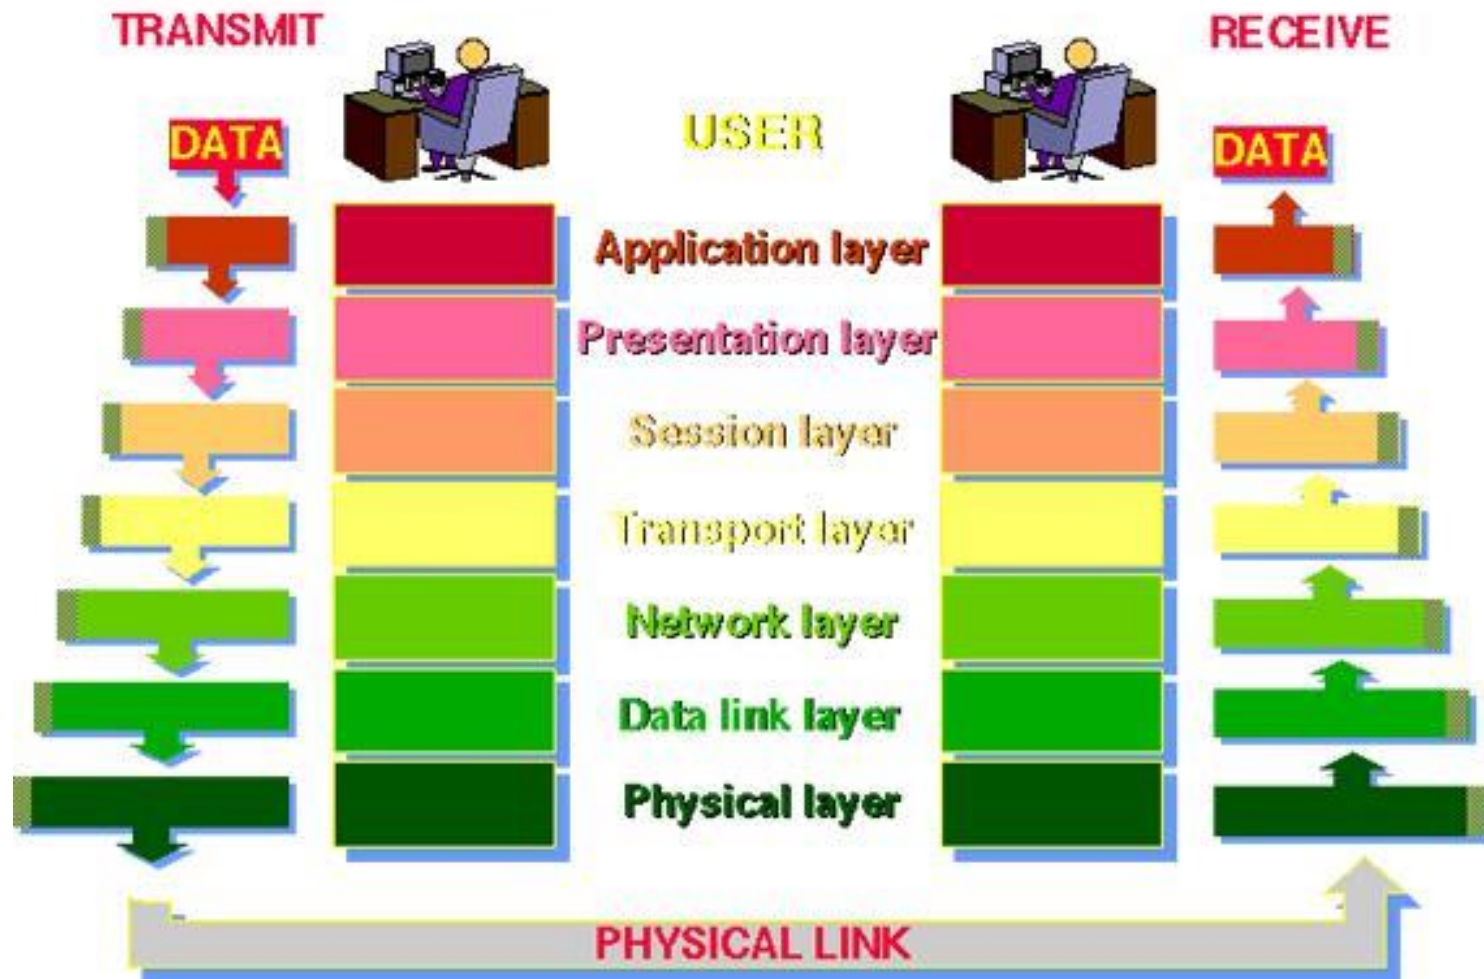 TRANSMIT
RECEIVE
DATA
USER
DATA
Application layer
Presentation layer
Session layer
Transport layer
Network layer
Data link layer
Physical layer
PHYSICAL LINK